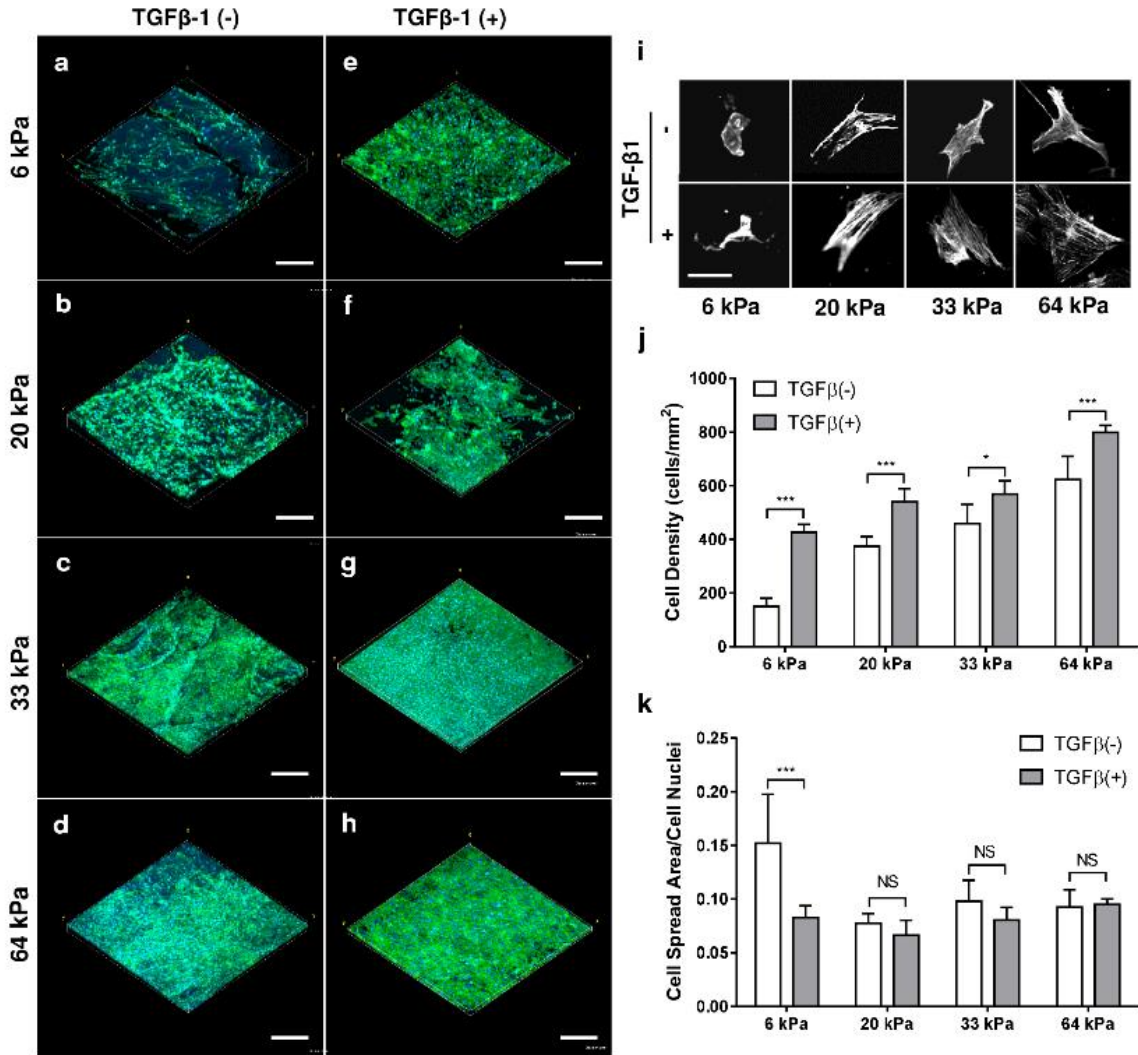 TGFβ-1 (-)
TGFβ-1 (+)
6 kPa
20 kPa
33 kPa
64 kPa
a
e
b
f
c
g
d
h
i
TGF-β1
-
+
6 kPa
20 kPa
33 kPa
64 kPa
j
Cell Density (cells/mm²)
1000
800
600
400
200
0
TGFβ(-)
TGFβ(+)
***
***
*
***
6 kPa
20 kPa
33 kPa
64 kPa
k
Cell Spread Area/Cell Nuclei
0.25
0.20
0.15
0.10
0.05
0.00
TGFβ(-)
TGFβ(+)
***
NS
NS
NS
6 kPa
20 kPa
33 kPa
64 kPa